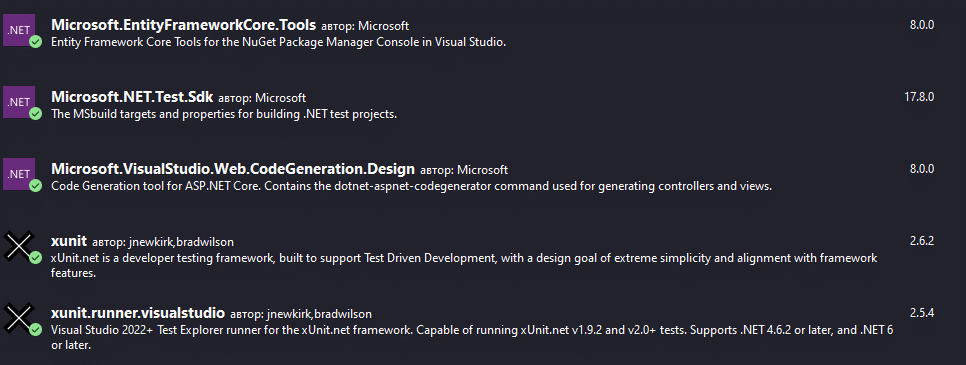 .NET
Microsoft.EntityFrameworkCore.Tools автор: Microsoft 8.0.0
Entity Framework Core Tools for the NuGet Package Manager Console in Visual Studio.
.NET
Microsoft.NET.Test.Sdk автор: Microsoft 17.8.0
The MSbuild targets and properties for building .NET test projects.
.NET
Microsoft.VisualStudio.Web.CodeGeneration.Design автор: Microsoft 8.0.0
Code Generation tool for ASP.NET Core. Contains the dotnet-aspnet-codegenerator command used for generating controllers and views.
xunit автор: jnewkirk,bradwilson 2.6.2
xUnit.net is a developer testing framework, built to support Test Driven Development, with a design goal of extreme simplicity and alignment with framework
features.
xunit.runner.visualstudio автор: jnewkirk,bradwilson 2.5.4
Visual Studio 2022+ Test Explorer runner for the xUnit.net framework. Capable of running xUnit.net v1.9.2 and v2.0+ tests. Supports .NET 4.6.2 or later, and .NET 6
or later.